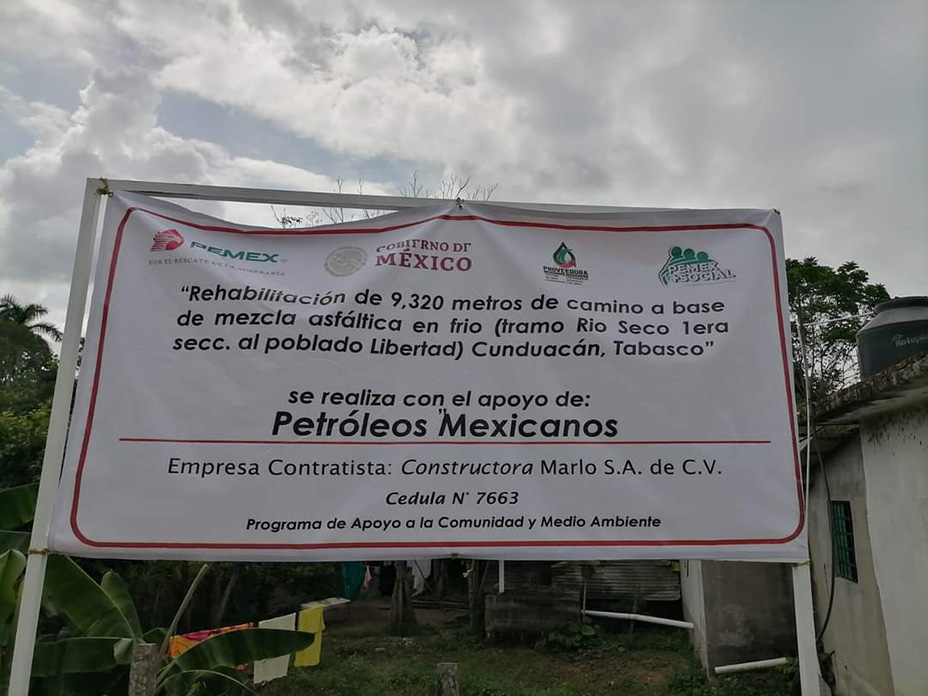 PEMEX
POR EL RESCATE DE LA SOBERANÍA
GOBIERNO DE
MÉXICO
PROVEEDORA
PEMEX
+SOCIAL
"Rehabilitación de 9,320 metros de camino a base
de mezcla asfáltica en frio (tramo Rio Seco 1era
secc. al poblado Libertad) Cunduacán, Tabasco"
se realiza con el apoyo de:
Petróleos "Mexicanos
Empresa Contratista: Constructora Marlo S.A. de C.V.
Cedula N° 7663
Programa de Apoyo a la Comunidad y Medio Ambiente